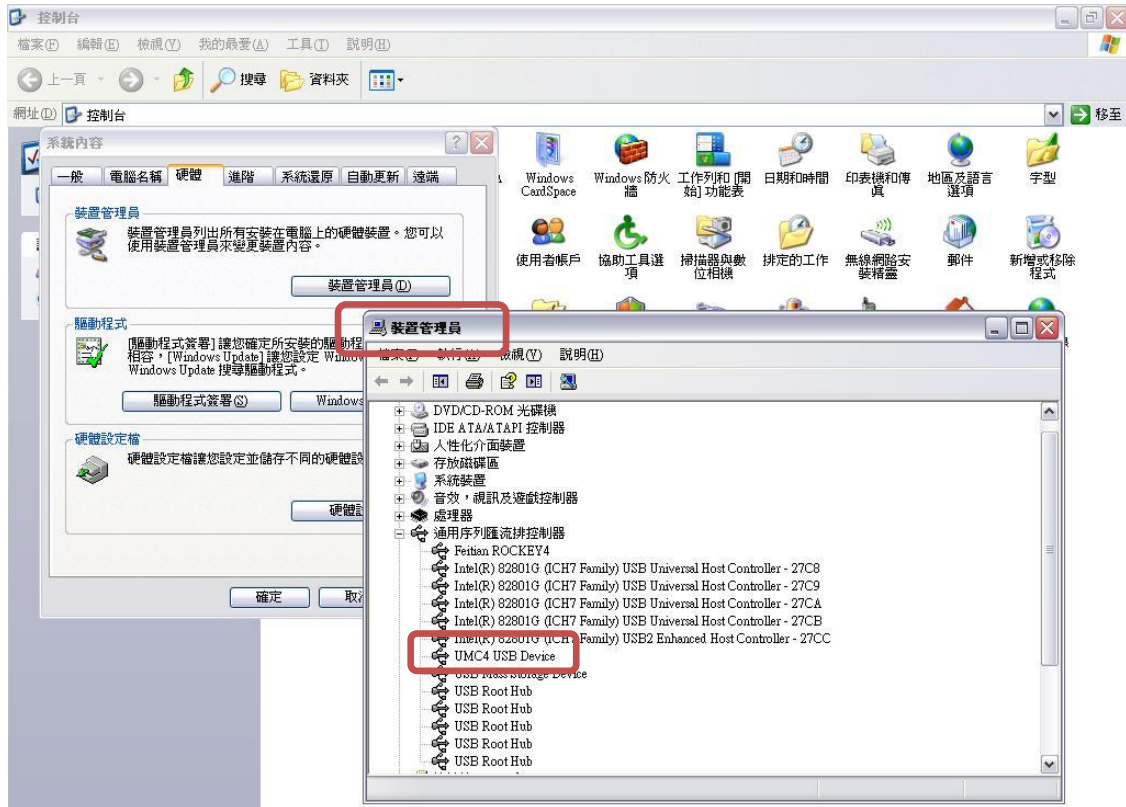 控制台
檔案(F) 編輯(E) 檢視(V) 我的最愛(A) 工具(T) 說明(H)
上一頁 搜尋 資料夾
網址(D) 控制台 移至
系統內容
一般 電腦名稱 硬體 進階 系統還原 自動更新 遠端
裝置管理員
裝置管理員列出所有安裝在電腦上的硬體裝置。您可以
使用裝置管理員來變更裝置內容。
裝置管理員(D)
驅動程式
[驅動程式簽署] 讓您確定所安裝的驅動程
相容,[Windows Update] 讓您設定 Window
Windows Update 搜尋驅動程式。
驅動程式簽署(S) Windows
硬體設定檔
硬體設定檔讓您設定並儲存不同的硬體設
硬體設
確定 取消
Windows
CardSpace
Windows 防火
牆
工作列和 [開
始] 功能表
日期和時間
印表機和傳
真
地區及語言
選項
字型
使用者帳戶
協助工具選
項
掃描器與數
位相機
排定的工作
無線網路安
裝精靈
郵件
新增或移除
程式
裝置管理員
檔案(F) 執行(A) 檢視(V) 說明(H)
DVD/CD-ROM 光碟機
IDE ATA/ATAPI 控制器
人性化介面裝置
存放磁碟區
系統裝置
音效,視訊及遊戲控制器
處理器
通用序列匯流排控制器
Feitian ROCKEY4
Intel(R) 82801G (ICH7 Family) USB Universal Host Controller - 27C8
Intel(R) 82801G (ICH7 Family) USB Universal Host Controller - 27C9
Intel(R) 82801G (ICH7 Family) USB Universal Host Controller - 27CA
Intel(R) 82801G (ICH7 Family) USB Universal Host Controller - 27CB
Intel(R) 82801G (ICH7 Family) USB2 Enhanced Host Controller - 27CC
UMC4 USB Device
USB Mass Storage Device
USB Root Hub
USB Root Hub
USB Root Hub
USB Root Hub
USB Root Hub